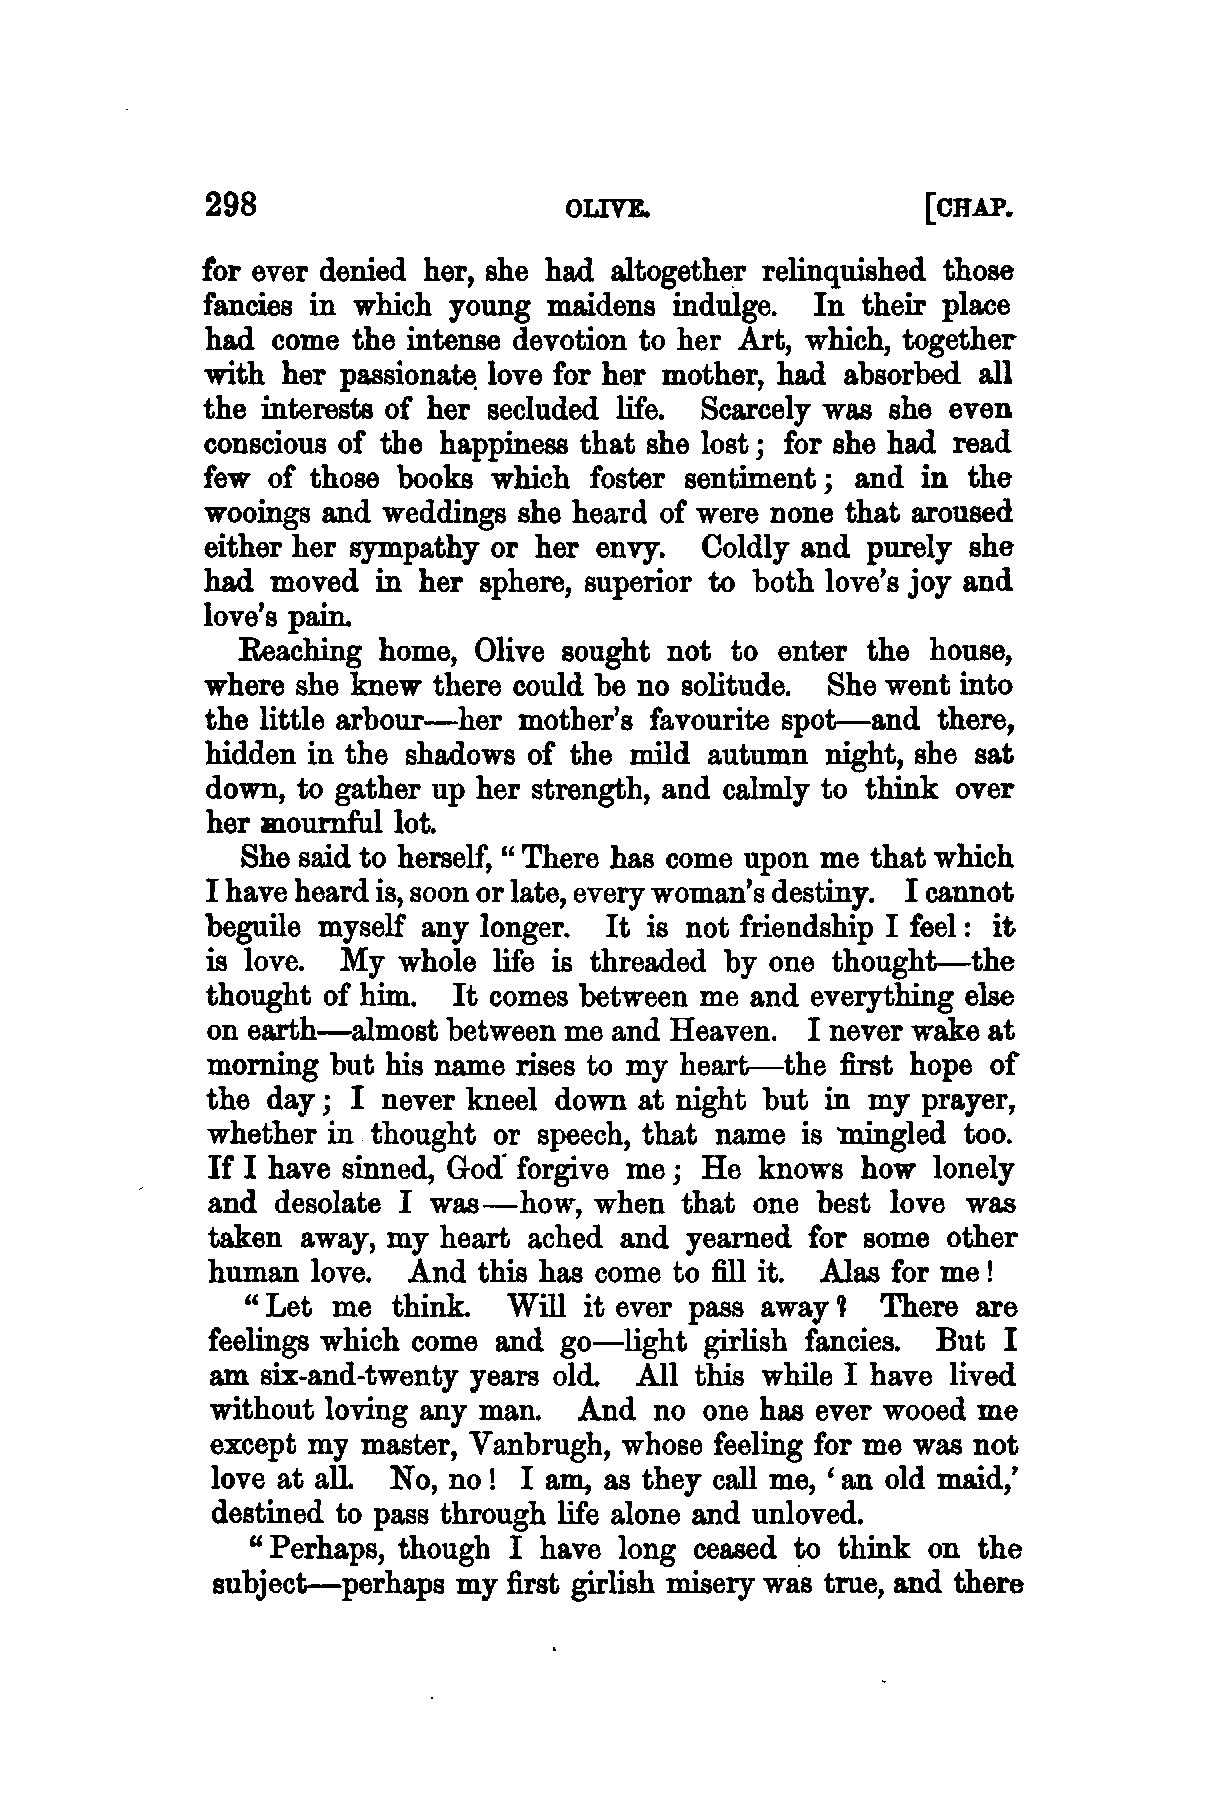 298 OLIVE. [CHAP.
for ever denied her, she had altogether relinquished those
fancies in which young maidens indulge. In their place
had come the intense devotion to her Art, which, together
with her passionate love for her mother, had absorbed all
the interests of her secluded life. Scarcely was she even
conscious of the happiness that she lost; for she had read
few of those books which foster sentiment; and in the
wooings and weddings she heard of were none that aroused
either her sympathy or her envy. Coldly and purely she
had moved in her sphere, superior to both love's joy and
love's pain.
Reaching home, Olive sought not to enter the house,
where she knew there could be no solitude. She went into
the little arbour—her mother's favourite spot—and there,
hidden in the shadows of the mild autumn night, she sat
down, to gather up her strength, and calmly to think over
her mournful lot.
She said to herself, "There has come upon me that which
I have heard is, soon or late, every woman's destiny. I cannot
beguile myself any longer. It is not friendship I feel: it
is love. My whole life is threaded by one thought—the
thought of him. It comes between me and everything else
on earth—almost between me and Heaven. I never wake at
morning but his name rises to my heart—the first hope of
the day; I never kneel down at night but in my prayer,
whether in thought or speech, that name is mingled too.
If I have sinned, God forgive me; He knows how lonely
and desolate I was—how, when that one best love was
taken away, my heart ached and yearned for some other
human love. And this has come to fill it. Alas for me!
"Let me think. Will it ever pass away? There are
feelings which come and go—light girlish fancies. But I
am six-and-twenty years old. All this while I have lived
without loving any man. And no one has ever wooed me
except my master, Vanbrugh, whose feeling for me was not
love at all. No, no! I am, as they call me, 'an old maid,'
destined to pass through life alone and unloved.
"Perhaps, though I have long ceased to think on the
subject—perhaps my first girlish misery was true, and there